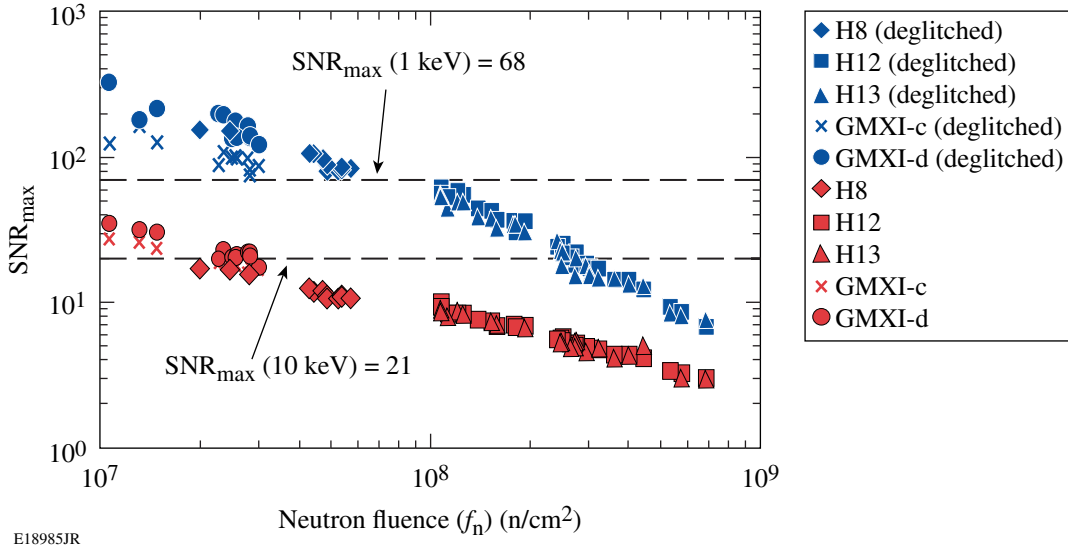 10³
10²
10¹
10⁰
SNRmax
SNRmax (1 keV) = 68
SNRmax (10 keV) = 21
10⁷
10⁸
10⁹
Neutron fluence (fn) (n/cm²)
E18985JR
H8 (deglitched)
H12 (deglitched)
H13 (deglitched)
GMXI-c (deglitched)
GMXI-d (deglitched)
H8
H12
H13
GMXI-c
GMXI-d